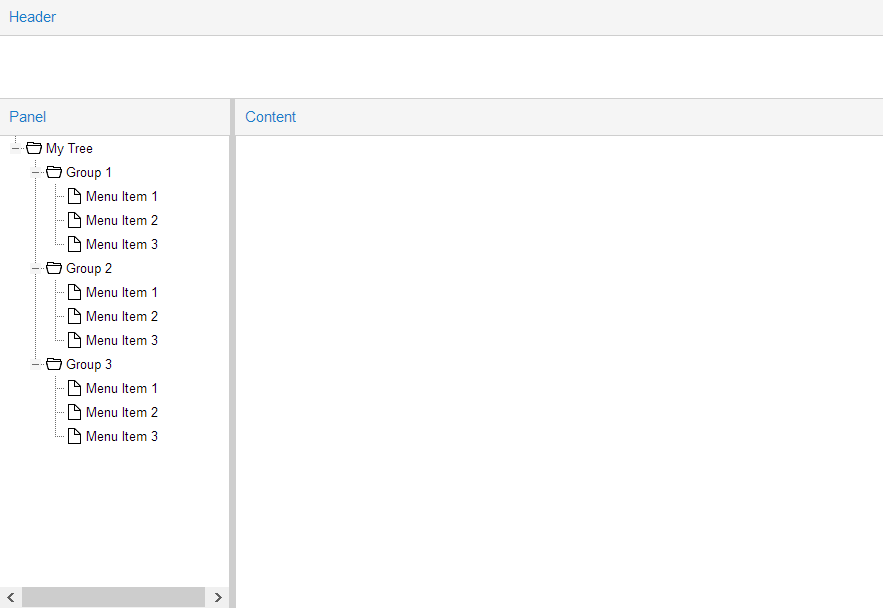 Header
Panel
Content
My Tree
Group 1
Menu Item 1
Menu Item 2
Menu Item 3
Group 2
Menu Item 1
Menu Item 2
Menu Item 3
Group 3
Menu Item 1
Menu Item 2
Menu Item 3